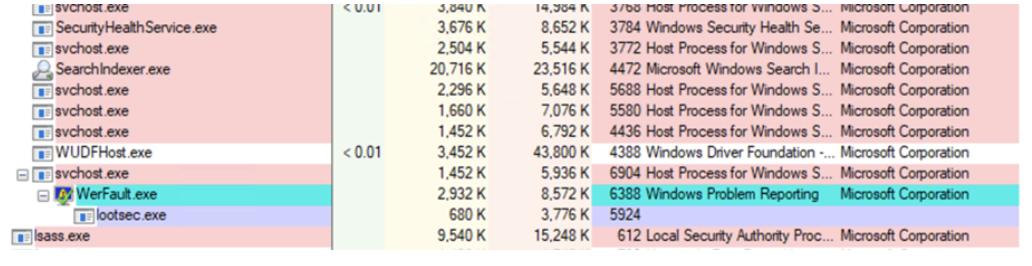 svchost.exe < 0.01 3,840 K 14,984 K 3768 Host Process for Windows S... Microsoft Corporation
SecurityHealthService.exe 3,676 K 8,652 K 3784 Windows Security Health Se... Microsoft Corporation
svchost.exe 2,504 K 5,544 K 3772 Host Process for Windows S... Microsoft Corporation
SearchIndexer.exe 20,716 K 23,516 K 4472 Microsoft Windows Search I... Microsoft Corporation
svchost.exe 2,296 K 5,648 K 5688 Host Process for Windows S... Microsoft Corporation
svchost.exe 1,660 K 7,076 K 5580 Host Process for Windows S... Microsoft Corporation
svchost.exe 1,452 K 6,792 K 4436 Host Process for Windows S... Microsoft Corporation
WUDFHost.exe < 0.01 3,452 K 43,800 K 4388 Windows Driver Foundation -... Microsoft Corporation
svchost.exe 1,452 K 5,936 K 6904 Host Process for Windows S... Microsoft Corporation
WerFault.exe 2,932 K 8,572 K 6388 Windows Problem Reporting Microsoft Corporation
lootsec.exe 680 K 3,776 K 5924
lsass.exe 9,540 K 15,248 K 612 Local Security Authority Proc... Microsoft Corporation